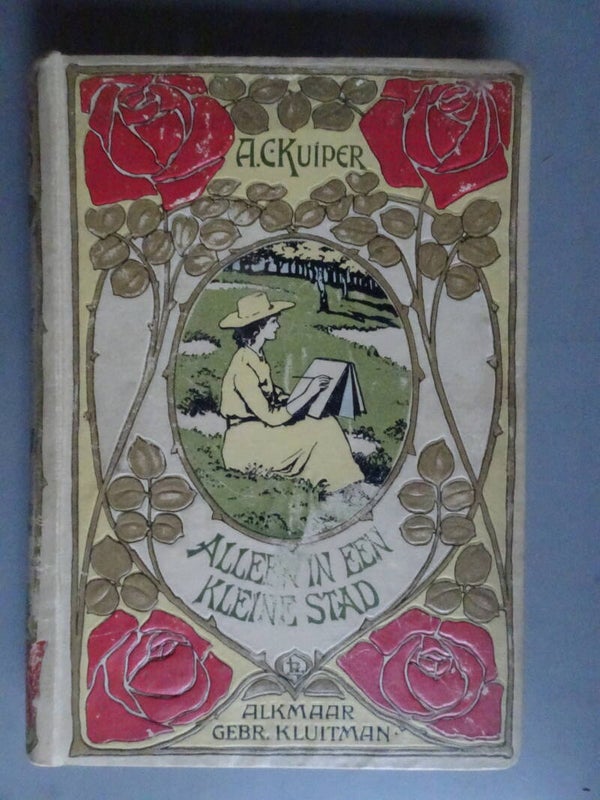 A.C. KUIPER
ALLEEN IN EEN
KLEINE STAD
ALKMAAR
GEBR. KLUITMAN